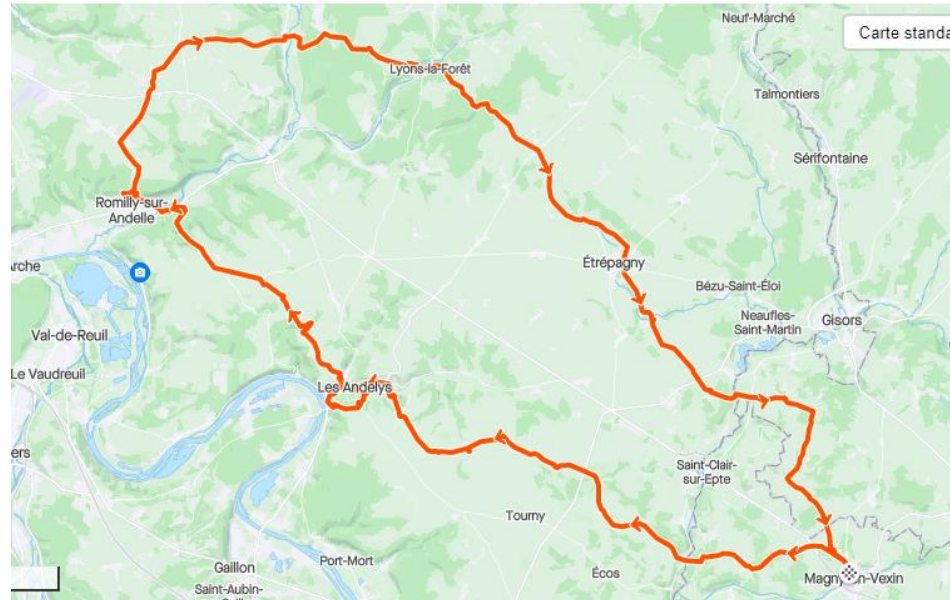 Neuf-Marché
Carte standa
Talmontiers
Lyons-la-Forêt
Sérifontaine
Romilly-sur-
Andelle
Arche
Étrépagny
Bézu-Saint-Éloi
Neaufles-
Saint-Martin
Gisors
Val-de-Reuil
Le Vaudreuil
Les Andelys
ers
Saint-Clair-
sur-Epte
Tourny
Port-Mort
Gaillon
Écos
Magny-en-Vexin
Saint-Aubin-